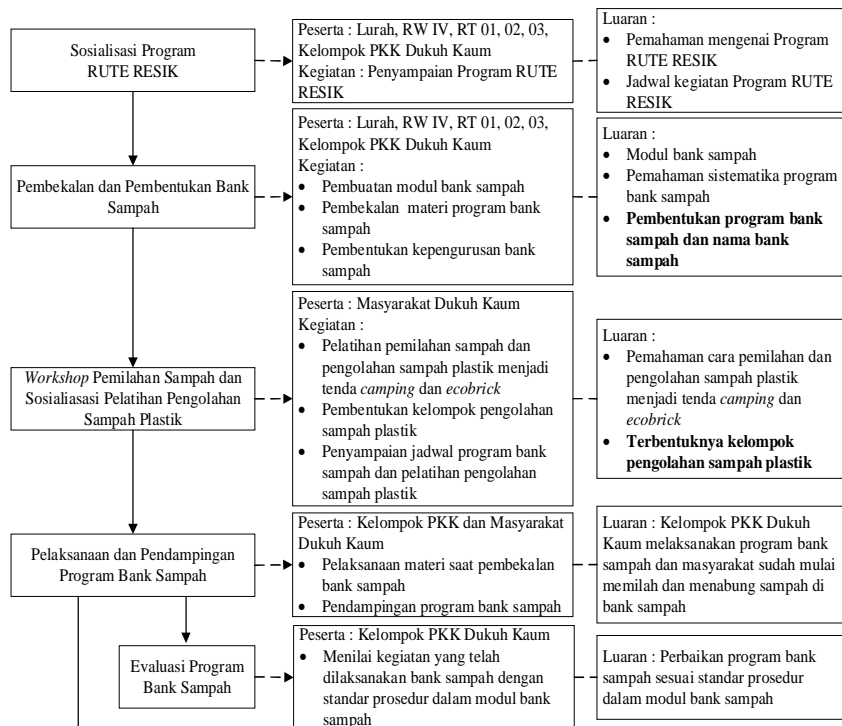 Sosialisasi Program
RUTE RESIK
Peserta : Lurah, RW IV, RT 01, 02, 03,
Kelompok PKK Dukuh Kaum
Kegiatan : Penyampaian Program RUTE
RESIK
Luaran :
• Pemahaman mengenai Program
RUTE RESIK
• Jadwal kegiatan Program RUTE
RESIK
Pembekalan dan Pembentukan Bank
Sampah
Peserta : Lurah, RW IV, RT 01, 02, 03,
Kelompok PKK Dukuh Kaum
Kegiatan :
• Pembuatan modul bank sampah
• Pembekalan materi program bank
sampah
• Pembentukan kepengurusan bank
sampah
Luaran :
• Modul bank sampah
• Pemahaman sistematika program
bank sampah
• Pembentukan program bank
sampah dan nama bank
sampah
Workshop Pemilahan Sampah dan
Sosialiasasi Pelatihan Pengolahan
Sampah Plastik
Peserta : Masyarakat Dukuh Kaum
Kegiatan :
• Pelatihan pemilahan sampah dan
pengolahan sampah plastik menjadi
tenda camping dan ecobrick
• Pembentukan kelompok pengolahan
sampah plastik
• Penyampaian jadwal program bank
sampah dan pelatihan pengolahan
sampah plastik
Luaran :
• Pemahaman cara pemilahan dan
pengolahan sampah plastik
menjadi tenda camping dan
ecobrick
• Terbentuknya kelompok
pengolahan sampah plastik
Pelaksanaan dan Pendampingan
Program Bank Sampah
Peserta : Kelompok PKK dan Masyarakat
Dukuh Kaum
• Pelaksanaan materi saat pembekalan
bank sampah
• Pendampingan program bank sampah
Luaran : Kelompok PKK Dukuh
Kaum melaksanakan program bank
sampah dan masyarakat sudah mulai
memilah dan menabung sampah di
bank sampah
Evaluasi Program
Bank Sampah
Peserta : Kelompok PKK Dukuh Kaum
• Menilai kegiatan yang telah
dilaksanakan bank sampah dengan
standar prosedur dalam modul bank
sampah
Luaran : Perbaikan program bank
sampah sesuai standar prosedur
dalam modul bank sampah